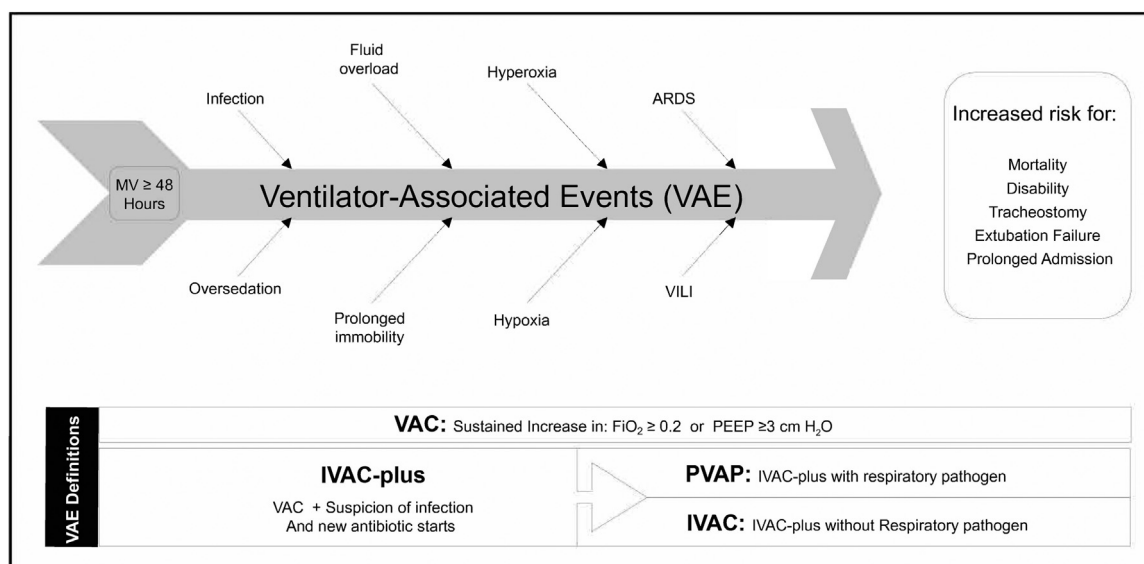 Fluid
overload
Hyperoxia
Infection
ARDS
MV ≥ 48
Hours
Ventilator-Associated Events (VAE)
Oversedation
Prolonged
immobility
Hypoxia
VILI
Increased risk for:
Mortality
Disability
Tracheostomy
Extubation Failure
Prolonged Admission
VAE Definitions
VAC: Sustained Increase in: FiO₂ ≥ 0.2 or PEEP ≥3 cm H₂O
IVAC-plus
VAC + Suspicion of infection
And new antibiotic starts
PVAP: IVAC-plus with respiratory pathogen
IVAC: IVAC-plus without Respiratory pathogen